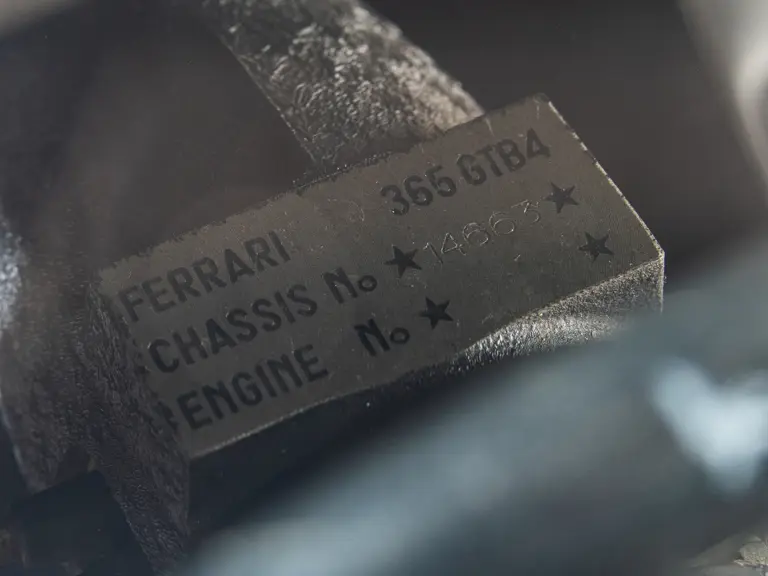 FERRARI 365 GTB4
CHASSIS No ★ 14663 ★
ENGINE No ★ ★